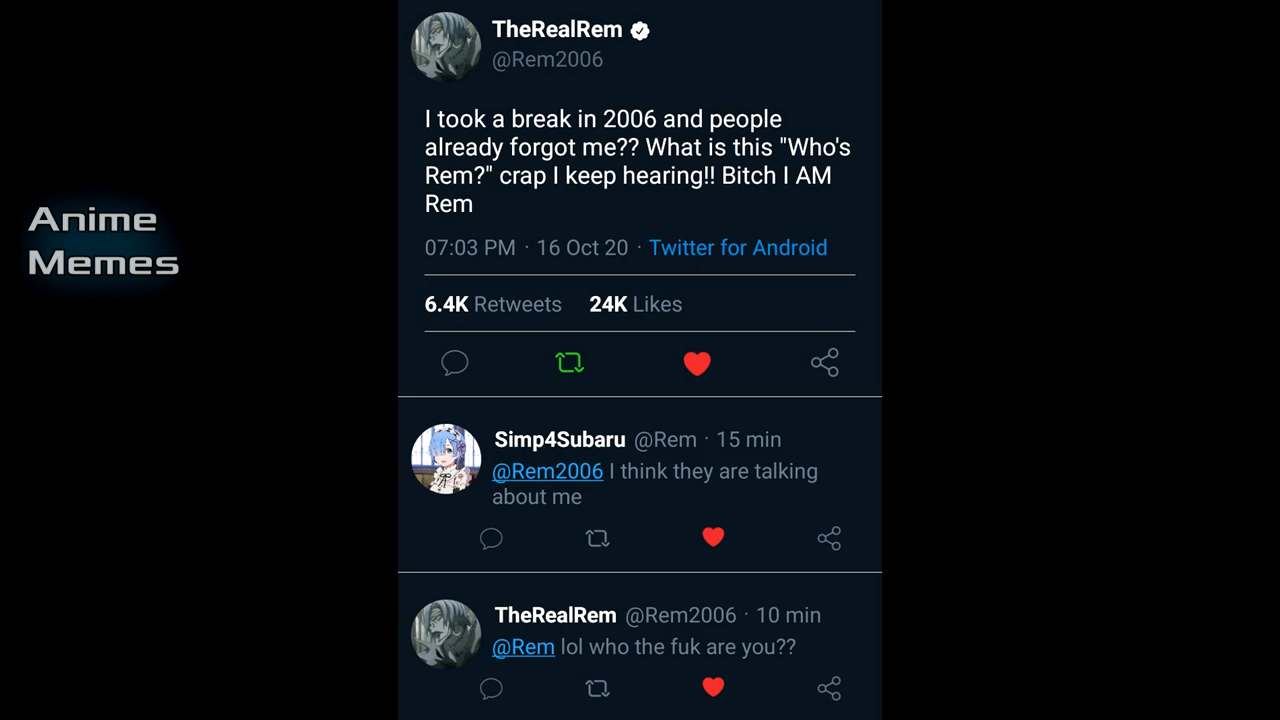 TheRealRem
@Rem2006
I took a break in 2006 and people
already forgot me?? What is this "Who's
Rem?" crap I keep hearing!! Bitch I AM
Rem
07:03 PM · 16 Oct 20 · Twitter for Android
6.4K Retweets 24K Likes
Anime
Memes
Simp4Subaru @Rem · 15 min
@Rem2006 I think they are talking
about me
TheRealRem @Rem2006 · 10 min
@Rem lol who the fuk are you??